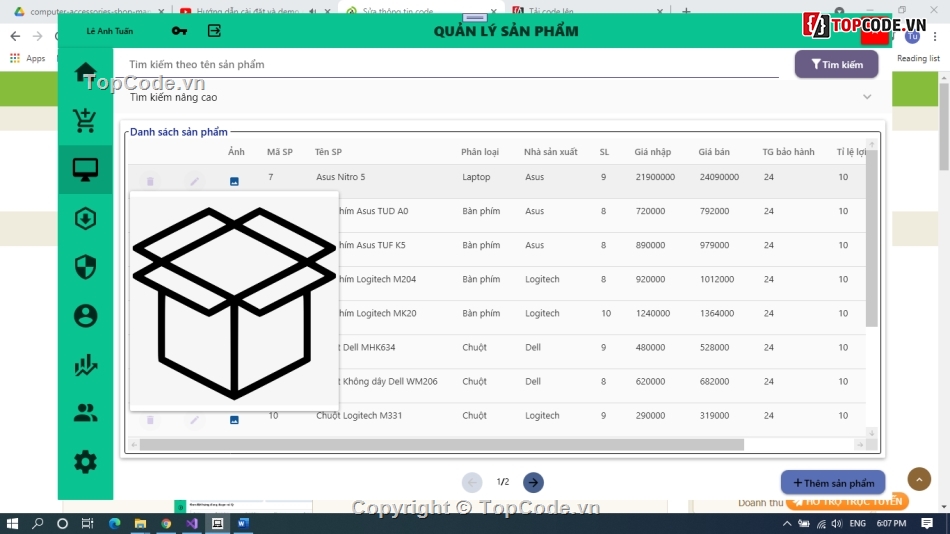 computer-accessories-shop-ma
Hướng dẫn cài đặt và dem
Sửa thông tin code
Tải code lên
Apps
Reading list
Lê Anh Tuấn
QUẢN LÝ SẢN PHẨM
TOPCODE.VN
Tìm kiếm theo tên sản phẩm
Tìm kiếm
TopCode.vn
Tìm kiếm nâng cao
Danh sách sản phẩm
Ảnh Mã SP Tên SP Phân loại Nhà sản xuất SL Giá nhập Giá bán TG bảo hành Tỉ lệ lợi
7 Asus Nitro 5 Laptop Asus 9 21900000 24090000 24 10
hím Asus TUD A0 Bàn phím Asus 8 720000 792000 24 10
hím Asus TUF K5 Bàn phím Asus 8 890000 979000 24 10
hím Logitech M204 Bàn phím Logitech 8 920000 1012000 24 10
hím Logitech MK20 Bàn phím Logitech 10 1240000 1364000 24 10
t Dell MHK634 Chuột Dell 9 480000 528000 24 10
t Không dây Dell WM206 Chuột Dell 8 620000 682000 24 10
10 Chuột Logitech M331 Chuột Logitech 9 290000 319000 24 10
1/2
Thêm sản phẩm
Doanh thu
HỖ TRỢ TRỰC TUYẾN
Copyright © TopCode.vn
ENG 6:07 PM